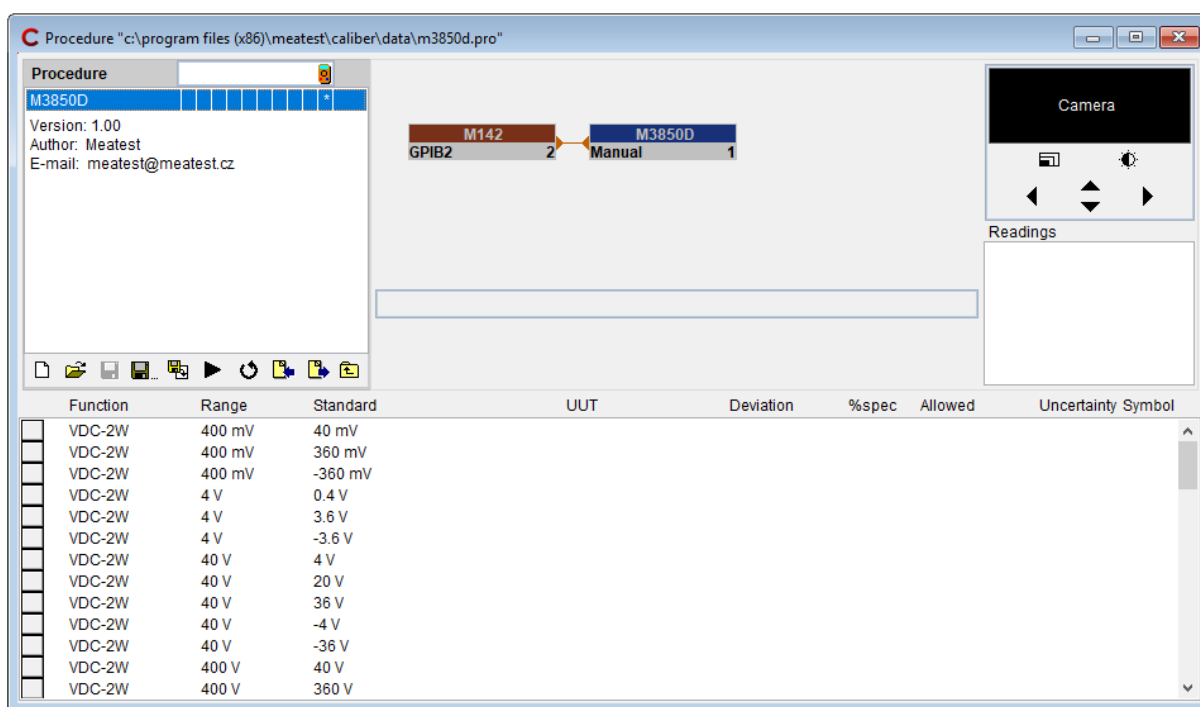 Procedure "c:\program files (x86)\meatest\caliber\data\m3850d.pro"
Procedure
M3850D *
Version: 1.00
Author: Meatest
E-mail: meatest@meatest.cz
M142 M3850D
GPIB2 2 Manual 1
Camera
Readings
Function Range Standard UUT Deviation %spec Allowed Uncertainty Symbol
VDC-2W 400 mV 40 mV
VDC-2W 400 mV 360 mV
VDC-2W 400 mV -360 mV
VDC-2W 4 V 0.4 V
VDC-2W 4 V 3.6 V
VDC-2W 4 V -3.6 V
VDC-2W 40 V 4 V
VDC-2W 40 V 20 V
VDC-2W 40 V 36 V
VDC-2W 40 V -4 V
VDC-2W 40 V -36 V
VDC-2W 400 V 40 V
VDC-2W 400 V 360 V